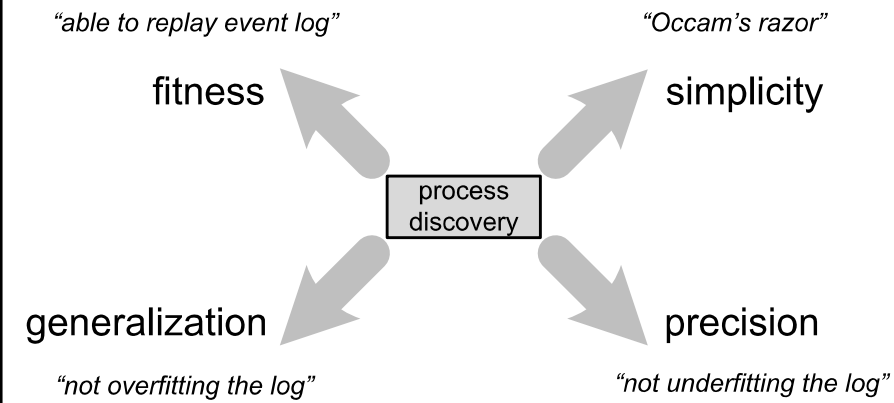 “able to replay event log”
“Occam’s razor”
fitness
simplicity
process
discovery
generalization
precision
“not overfitting the log”
“not underfitting the log”